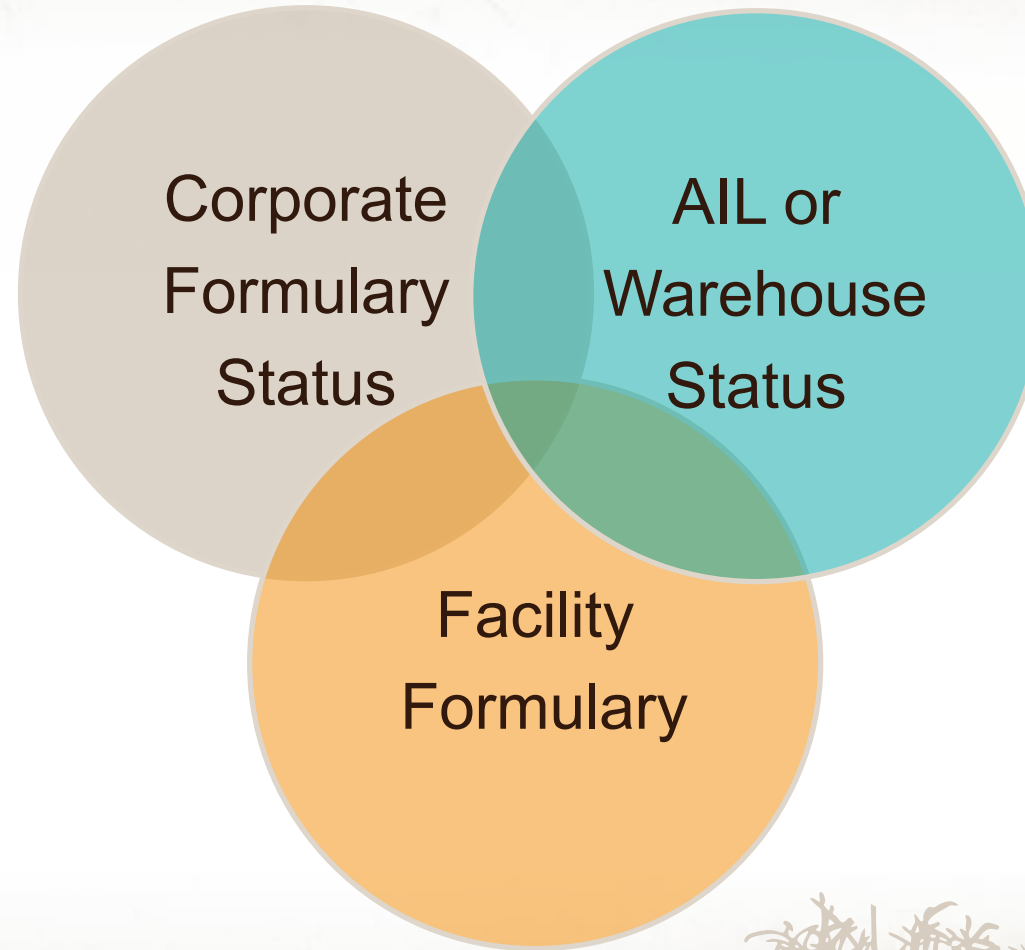 Corporate
Formulary
Status
AIL or
Warehouse
Status
Facility
Formulary